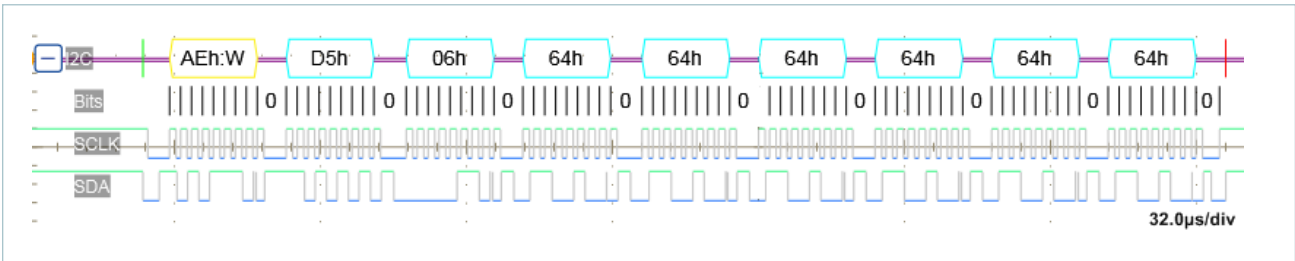 I2C AEh:W D5h 06h 64h 64h 64h 64h 64h 64h
Bits 0 0 0 0 0 0 0 0 0
SCLK
SDA
32.0µs/div